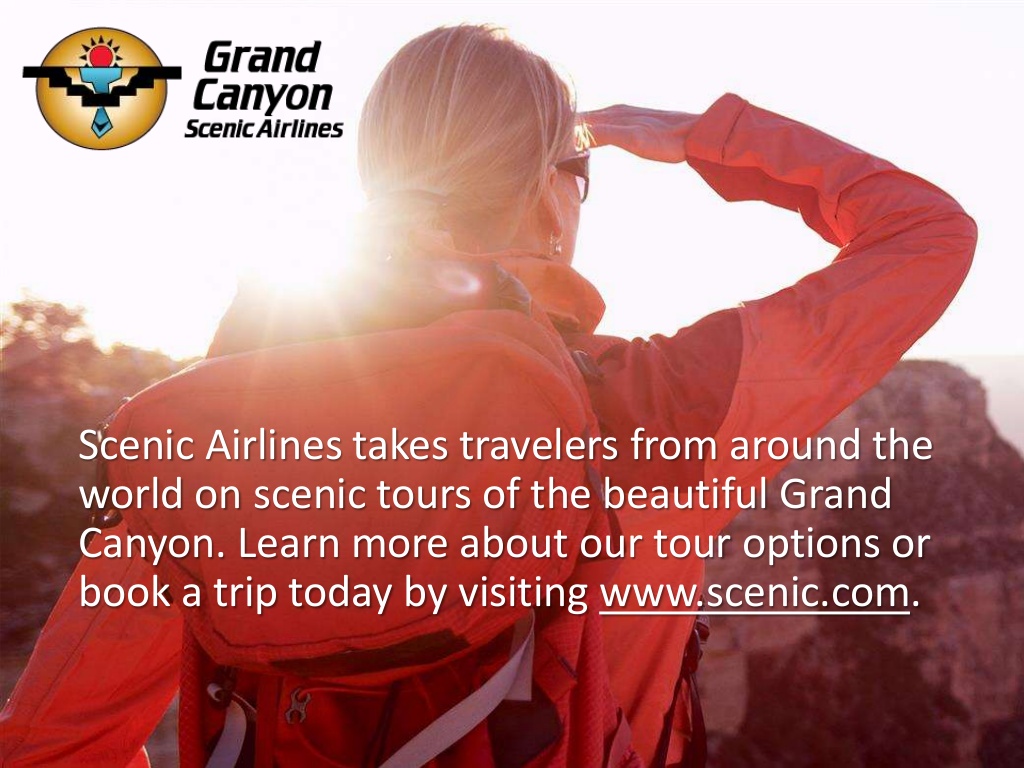 Grand
Canyon
Scenic Airlines
Scenic Airlines takes travelers from around the
world on scenic tours of the beautiful Grand
Canyon. Learn more about our tour options or
book a trip today by visiting www.scenic.com.